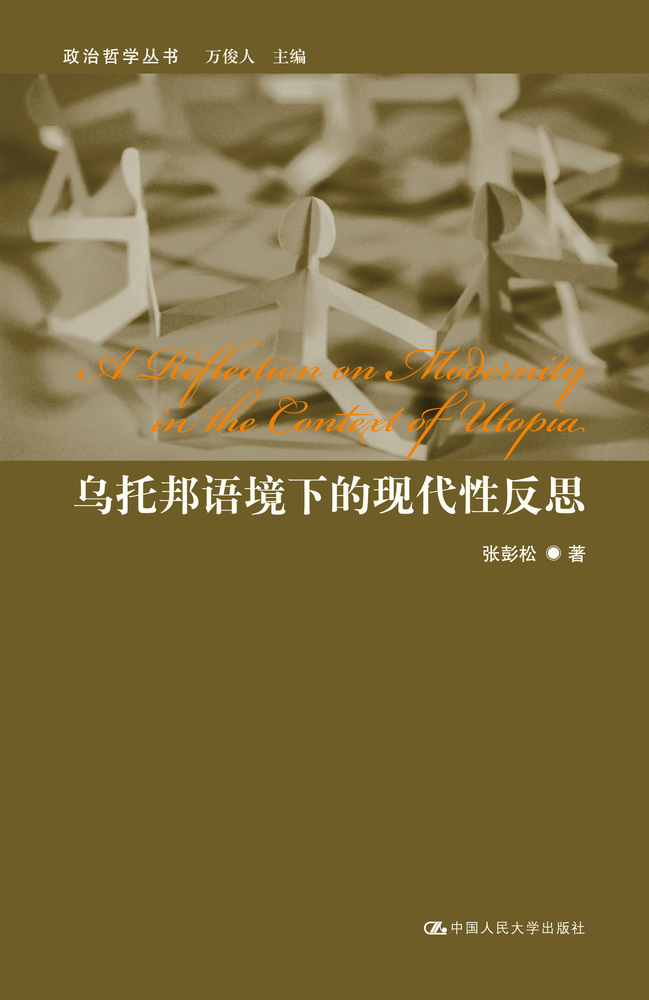 政治哲学丛书 万俊人 主编
A Reflection on Modernity
in the Context of Utopia
乌托邦语境下的现代性反思
张彭松 ◉ 著
中国人民大学出版社